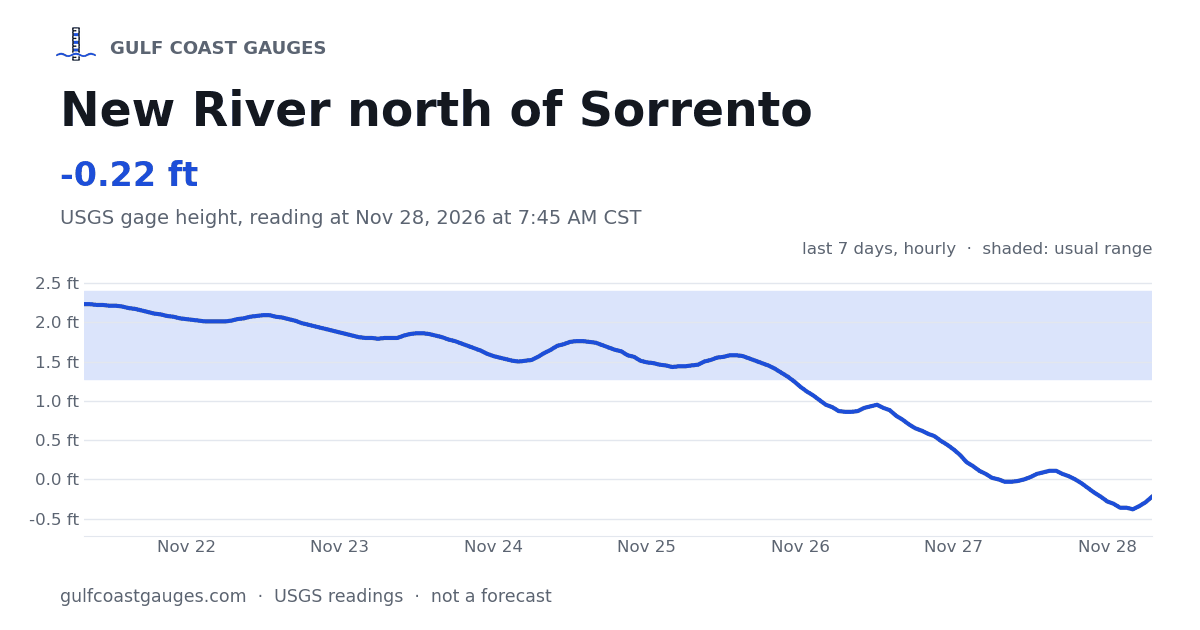 GULF COAST GAUGES
New River north of Sorrento
-0.22 ft
USGS gage height, reading at Nov 28, 2026 at 7:45 AM CST
last 7 days, hourly · shaded: usual range
2.5 ft
2.0 ft
1.5 ft
1.0 ft
0.5 ft
0.0 ft
-0.5 ft
Nov 22 Nov 23 Nov 24 Nov 25 Nov 26 Nov 27 Nov 28
gulfcoastgauges.com · USGS readings · not a forecast